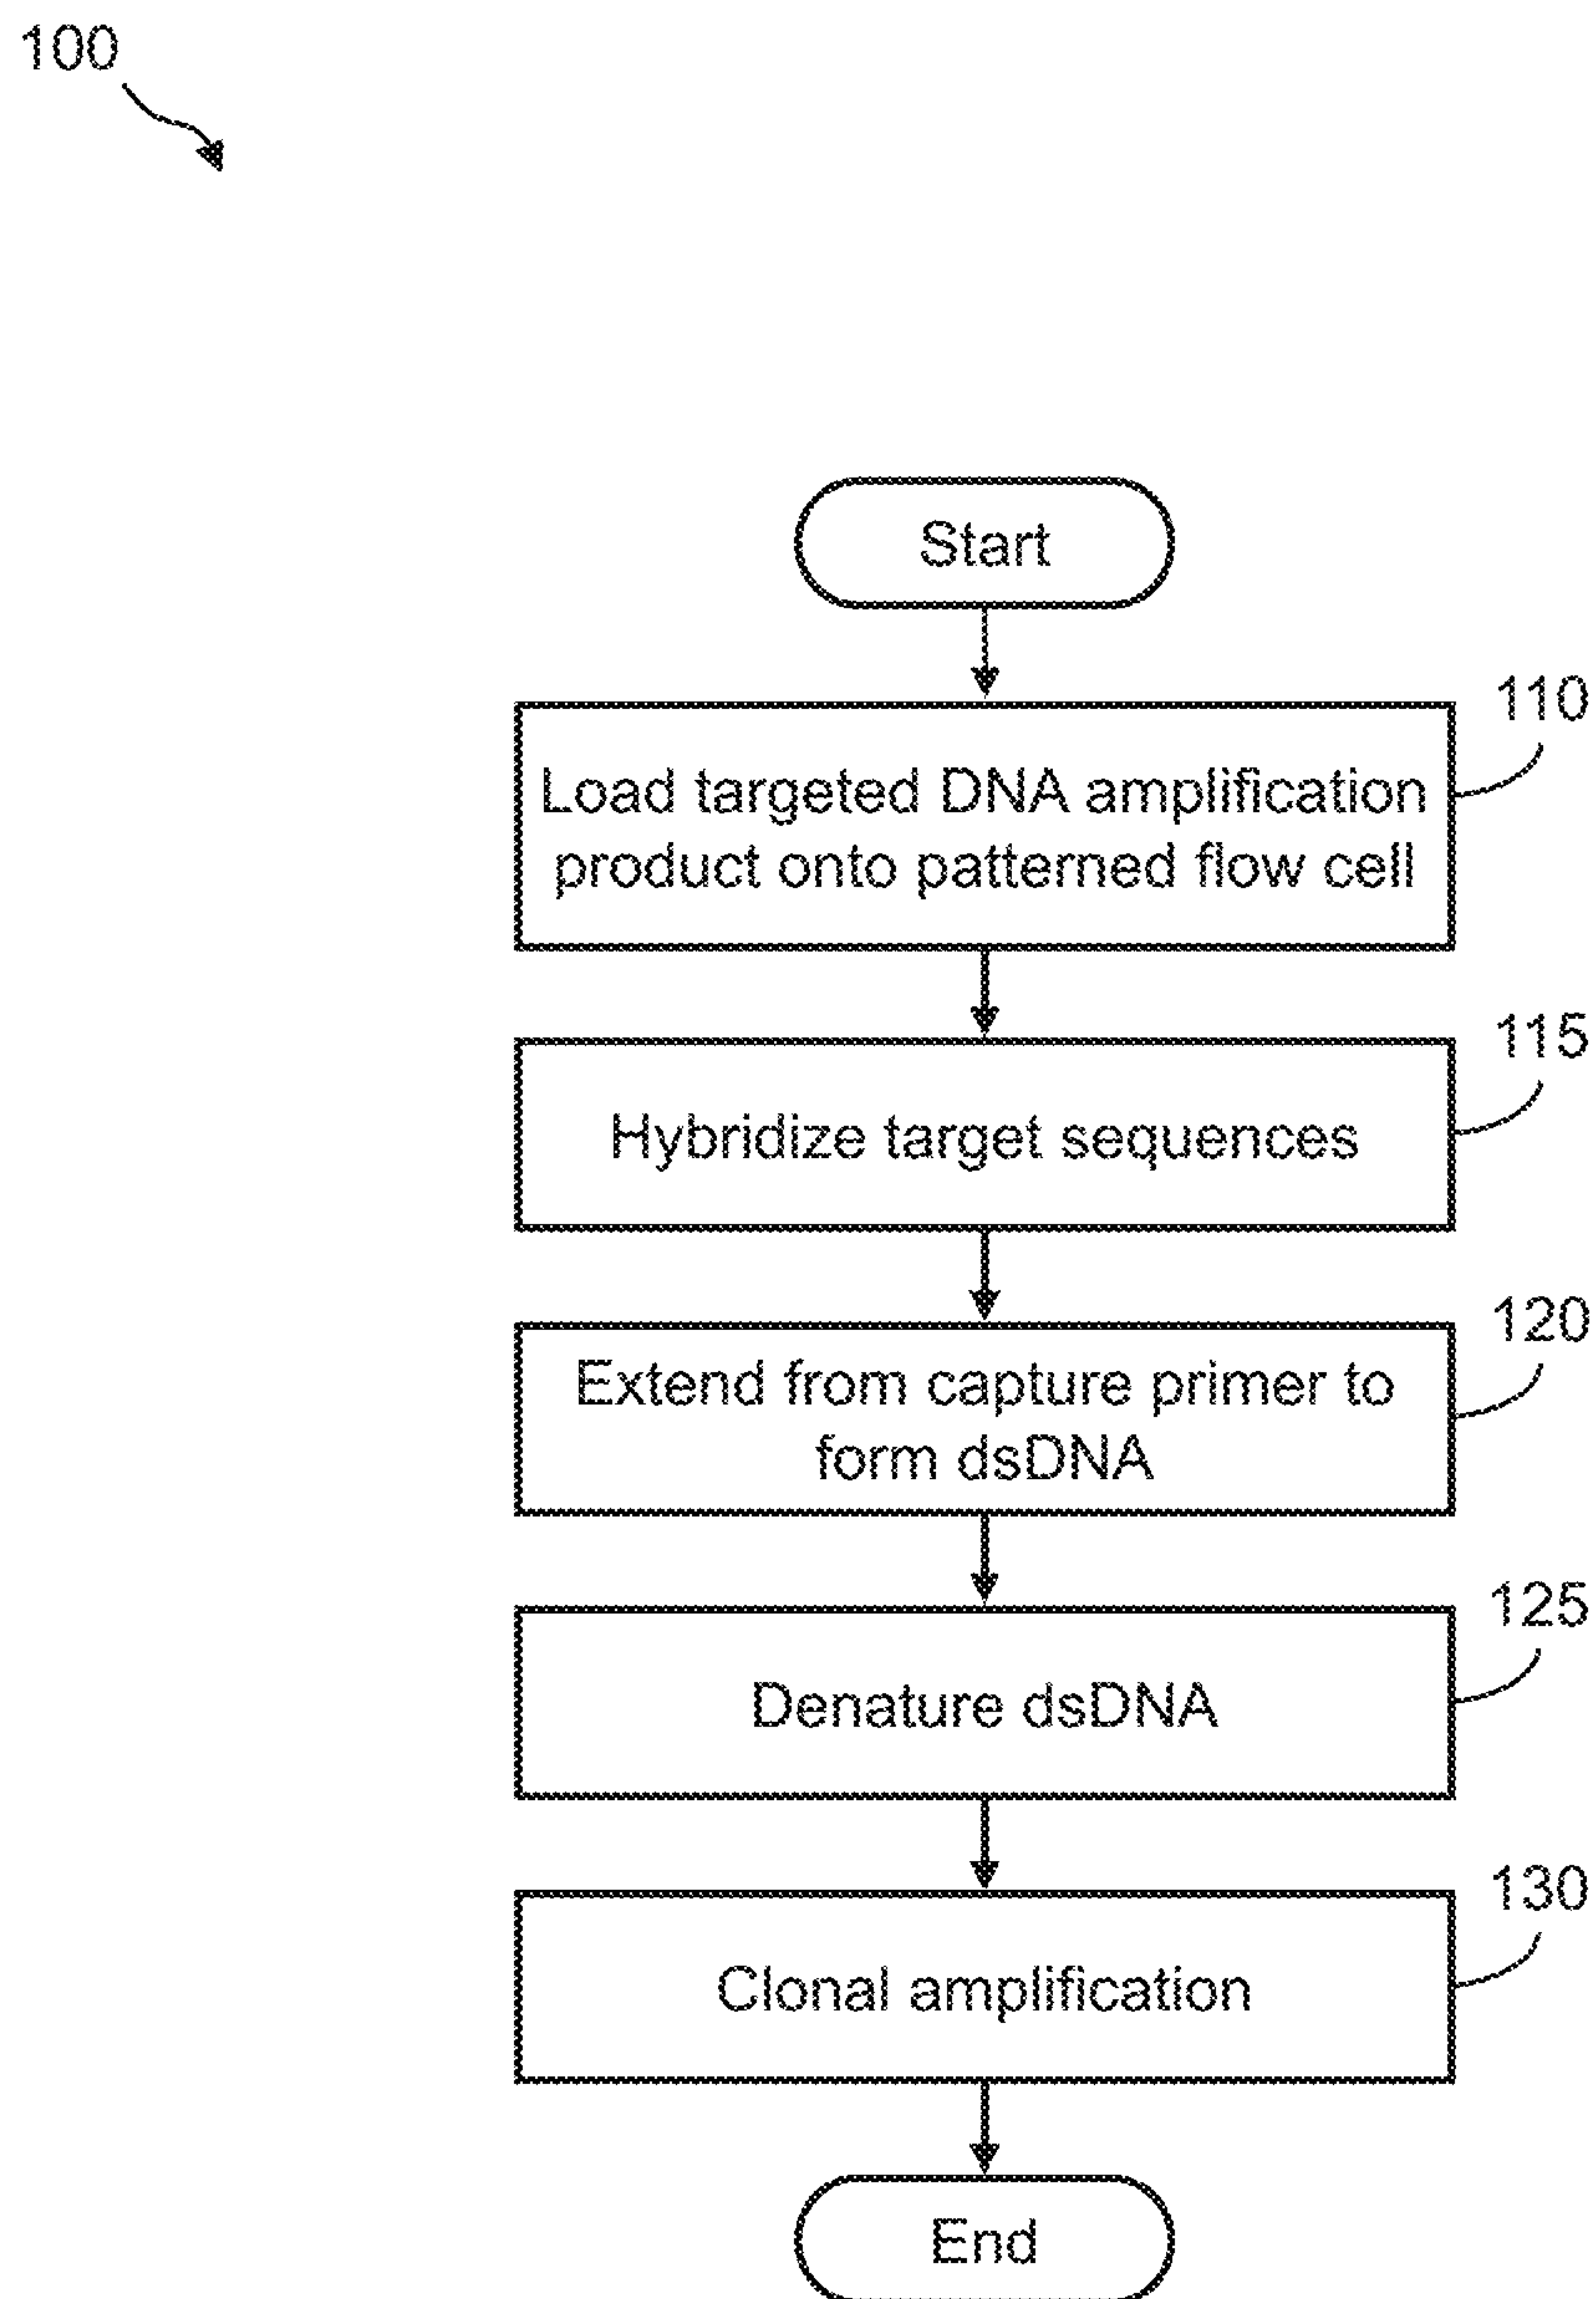 100
Start
110
Load targeted DNA amplification
product onto patterned flow cell
115
Hybridize target sequences
120
Extend from capture primer to
form dsDNA
125
Denature dsDNA
130
Clonal amplification
End